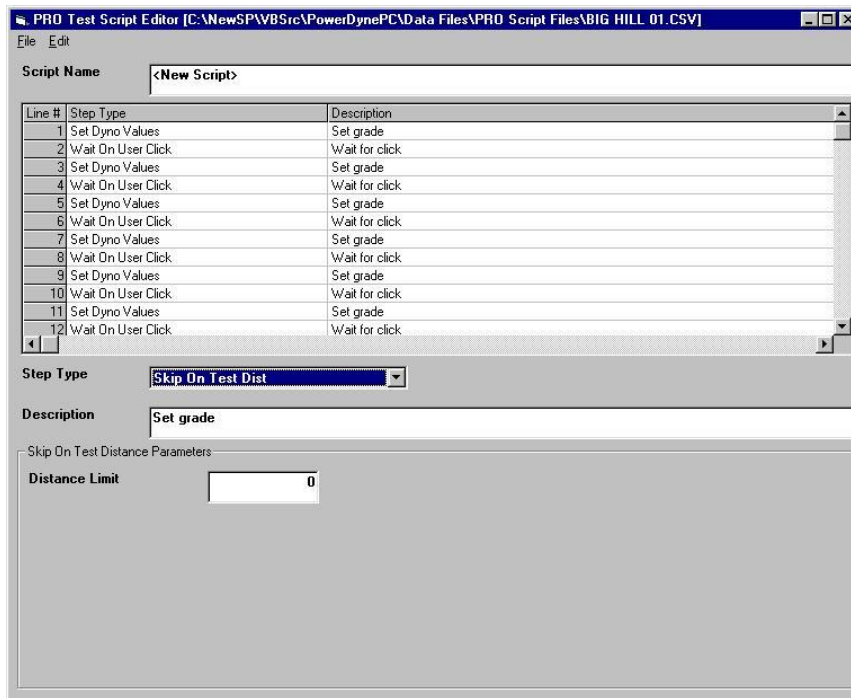 PRO Test Script Editor [C:\NewSP\VBSrc\PowerDynePC\Data Files\PRO Script Files\BIG HILL 01.CSV]
File Edit
Script Name <New Script>
Line # Step Type Description
1 Set Dyno Values Set grade
2 Wait On User Click Wait for click
3 Set Dyno Values Set grade
4 Wait On User Click Wait for click
5 Set Dyno Values Set grade
6 Wait On User Click Wait for click
7 Set Dyno Values Set grade
8 Wait On User Click Wait for click
9 Set Dyno Values Set grade
10 Wait On User Click Wait for click
11 Set Dyno Values Set grade
12 Wait On User Click Wait for click
Step Type Skip On Test Dist
Description Set grade
Skip On Test Distance Parameters
Distance Limit 0